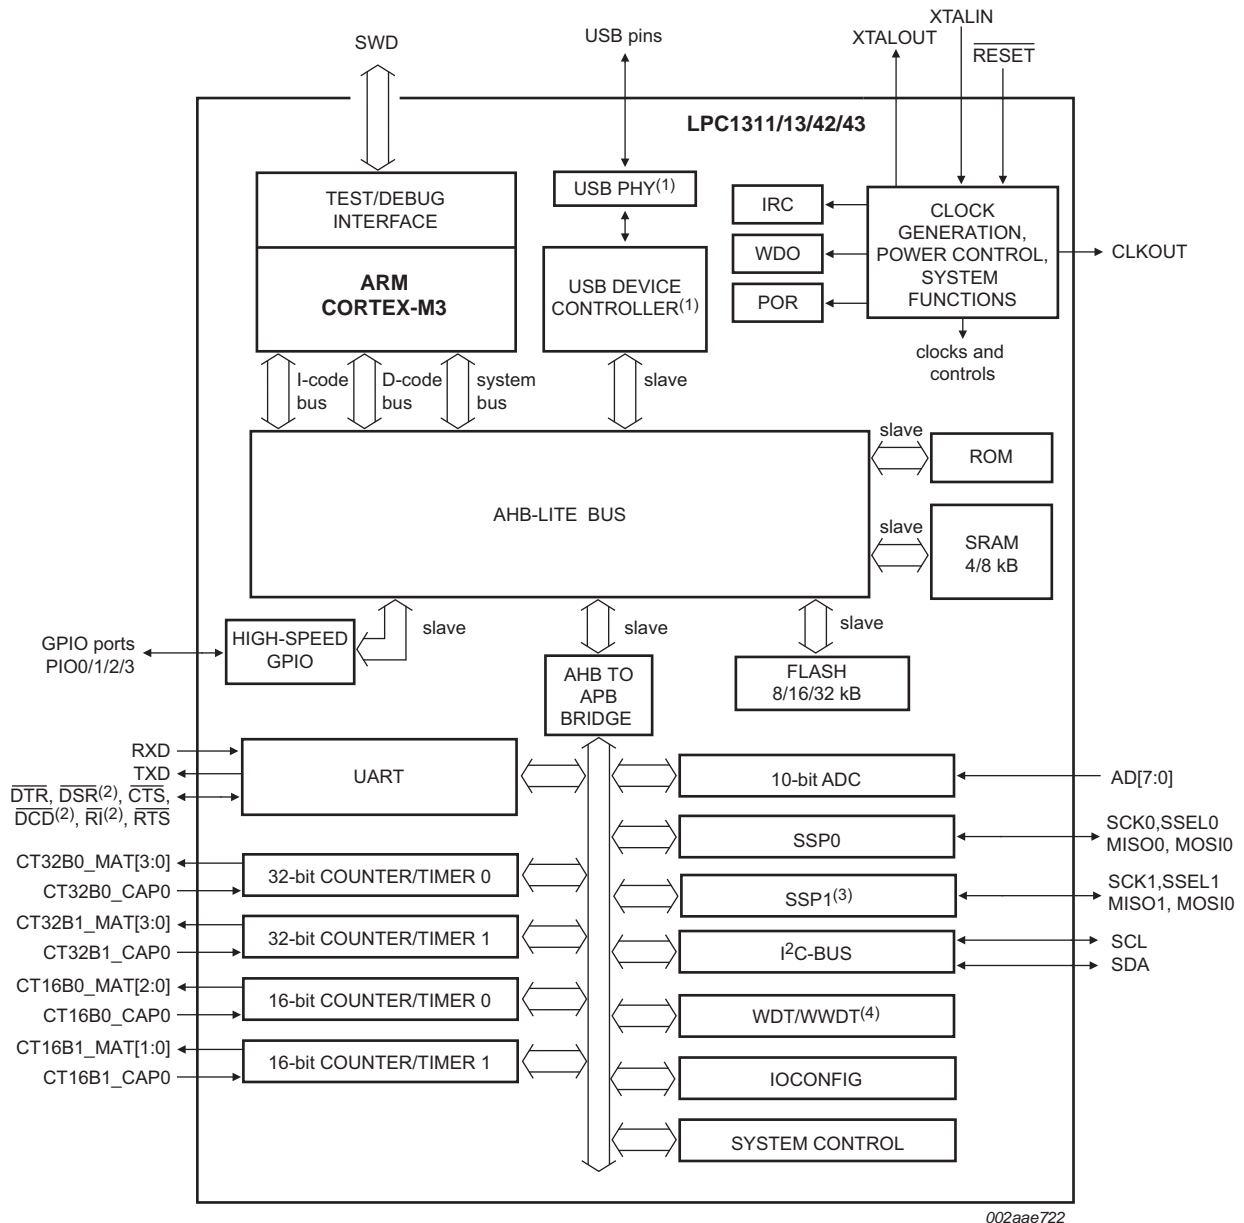 XTALIN
SWD
USB pins
XTALOUT
RESET
LPC1311/13/42/43
TEST/DEBUG
INTERFACE
ARM
CORTEX-M3
USB PHY(1)
USB DEVICE
CONTROLLER(1)
IRC
WDO
POR
CLOCK
GENERATION,
POWER CONTROL,
SYSTEM
FUNCTIONS
CLKOUT
clocks and
controls
I-code
bus
D-code
bus
system
bus
slave
AHB-LITE BUS
slave
ROM
slave
SRAM
4/8 kB
GPIO ports
PIO0/1/2/3
HIGH-SPEED
GPIO
slave
slave
slave
AHB TO
APB
BRIDGE
FLASH
8/16/32 kB
RXD
TXD
DTR, DSR(2), CTS,
DCD(2), RI(2), RTS
UART
10-bit ADC
AD[7:0]
SSP0
SCK0,SSEL0
MISO0, MOSI0
CT32B0_MAT[3:0]
CT32B0_CAP0
32-bit COUNTER/TIMER 0
SSP1(3)
SCK1,SSEL1
MISO1, MOSI0
CT32B1_MAT[3:0]
CT32B1_CAP0
32-bit COUNTER/TIMER 1
I2C-BUS
SCL
SDA
CT16B0_MAT[2:0]
CT16B0_CAP0
16-bit COUNTER/TIMER 0
WDT/WWDT(4)
CT16B1_MAT[1:0]
CT16B1_CAP0
16-bit COUNTER/TIMER 1
IOCONFIG
SYSTEM CONTROL
002aae722